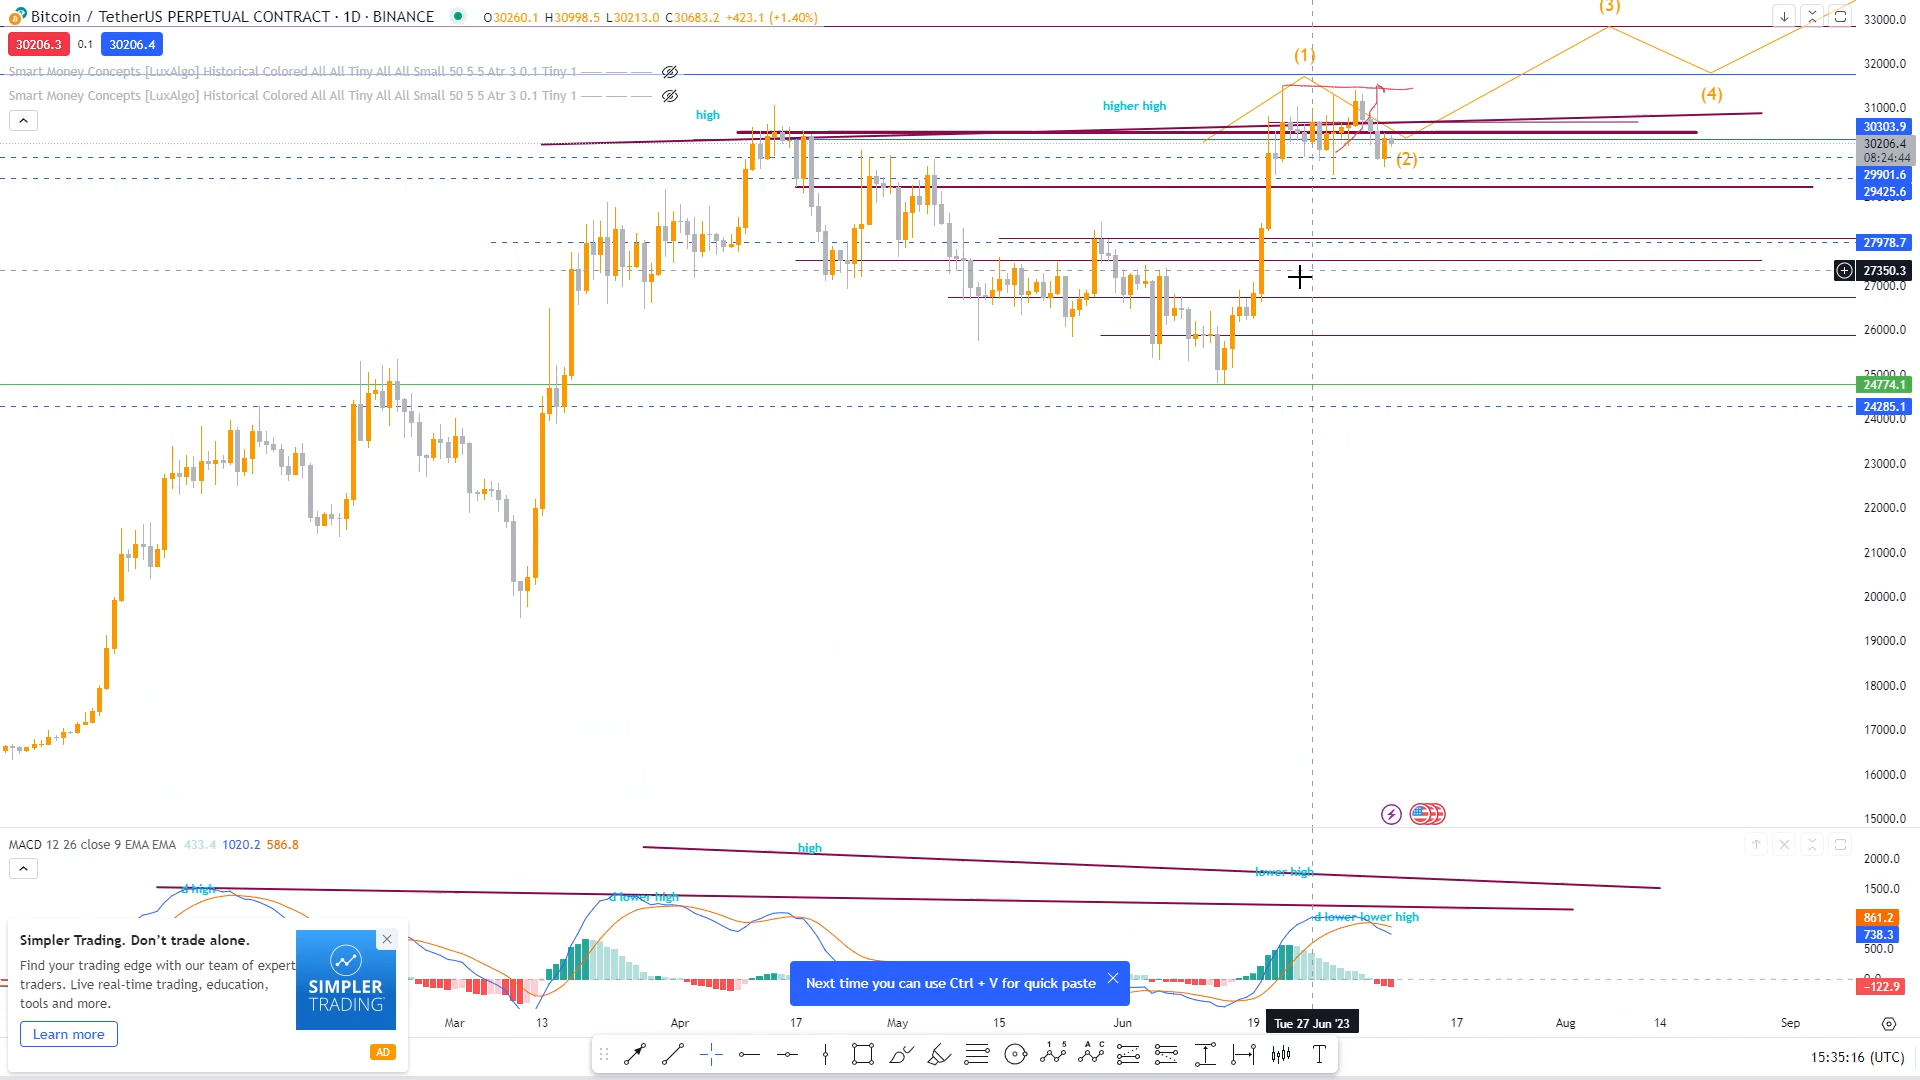 Bitcoin / TetherUS PERPETUAL CONTRACT · 1D · BINANCE
O30260.1 H30998.5 L30213.0 C30683.2 +423.1 (+1.40%)
30206.3 0.1 30206.4
Smart Money Concepts [LuxAlgo] Historical Colored All All Tiny All All Small 50 5 5 Atr 3 0.1 Tiny 1
Smart Money Concepts [LuxAlgo] Historical Colored All All Tiny All All Small 50 5 5 Atr 3 0.1 Tiny 1
high
higher high
(1)
(2)
(3)
(4)
33000.0
32000.0
31000.0
30303.9
30206.4
08:24:44
29901.6
29425.6
27978.7
27350.3
27000.0
26000.0
24774.1
24285.1
24000.0
23000.0
22000.0
21000.0
20000.0
19000.0
18000.0
17000.0
16000.0
15000.0
MACD 12 26 close 9 EMA EMA 433.4 1020.2 586.8
high
lower high
d high
d lower high
d lower lower high
2000.0
1500.0
861.2
738.3
500.0
−122.9
Simpler Trading. Don't trade alone.
Find your trading edge with our team of expert
traders. Live real-time trading, education,
tools and more.
Learn more
SIMPLER
TRADING
AD
Next time you can use Ctrl + V for quick paste
Mar 13 Apr 17 May 15 Jun 19 Tue 27 Jun '23 17 Aug 14 Sep
15:35:16 (UTC)